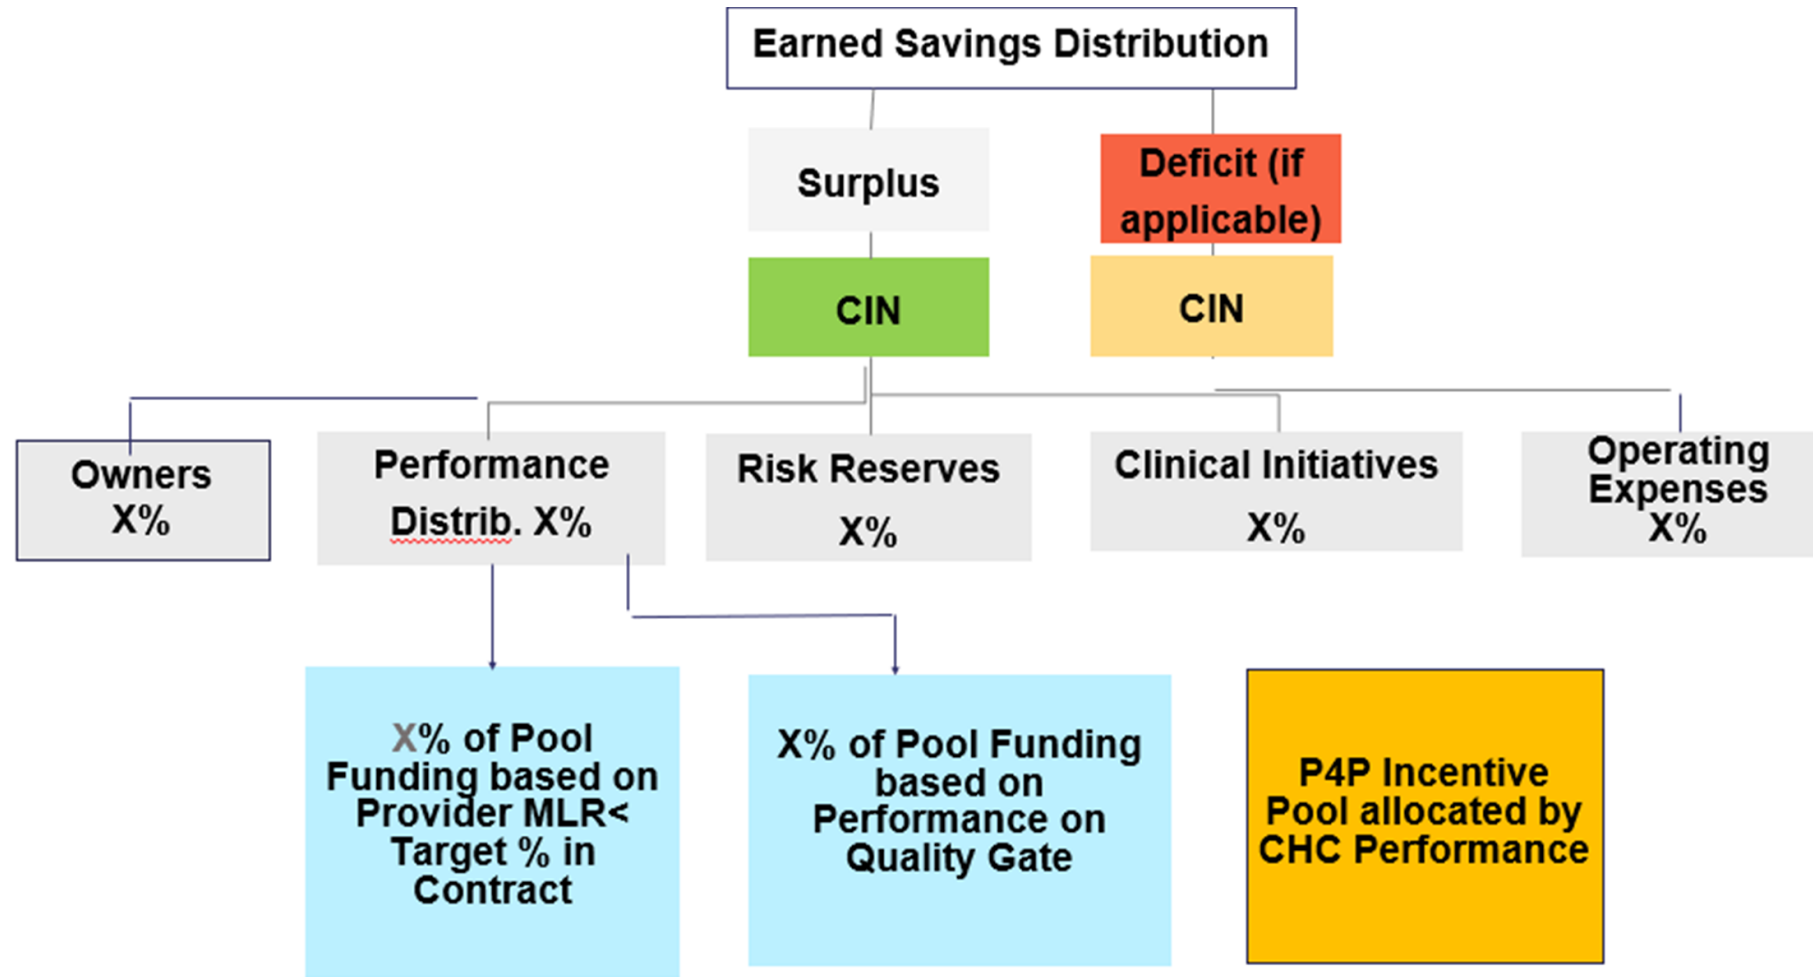 Earned Savings Distribution
Surplus
Deficit (if
applicable)
CIN
CIN
Owners
X%
Performance
Distrib. X%
Risk Reserves
X%
Clinical Initiatives
X%
Operating
Expenses
X%
X% of Pool
Funding based on
Provider MLR<
Target % in
Contract
X% of Pool Funding
based on
Performance on
Quality Gate
P4P Incentive
Pool allocated by
CHC Performance